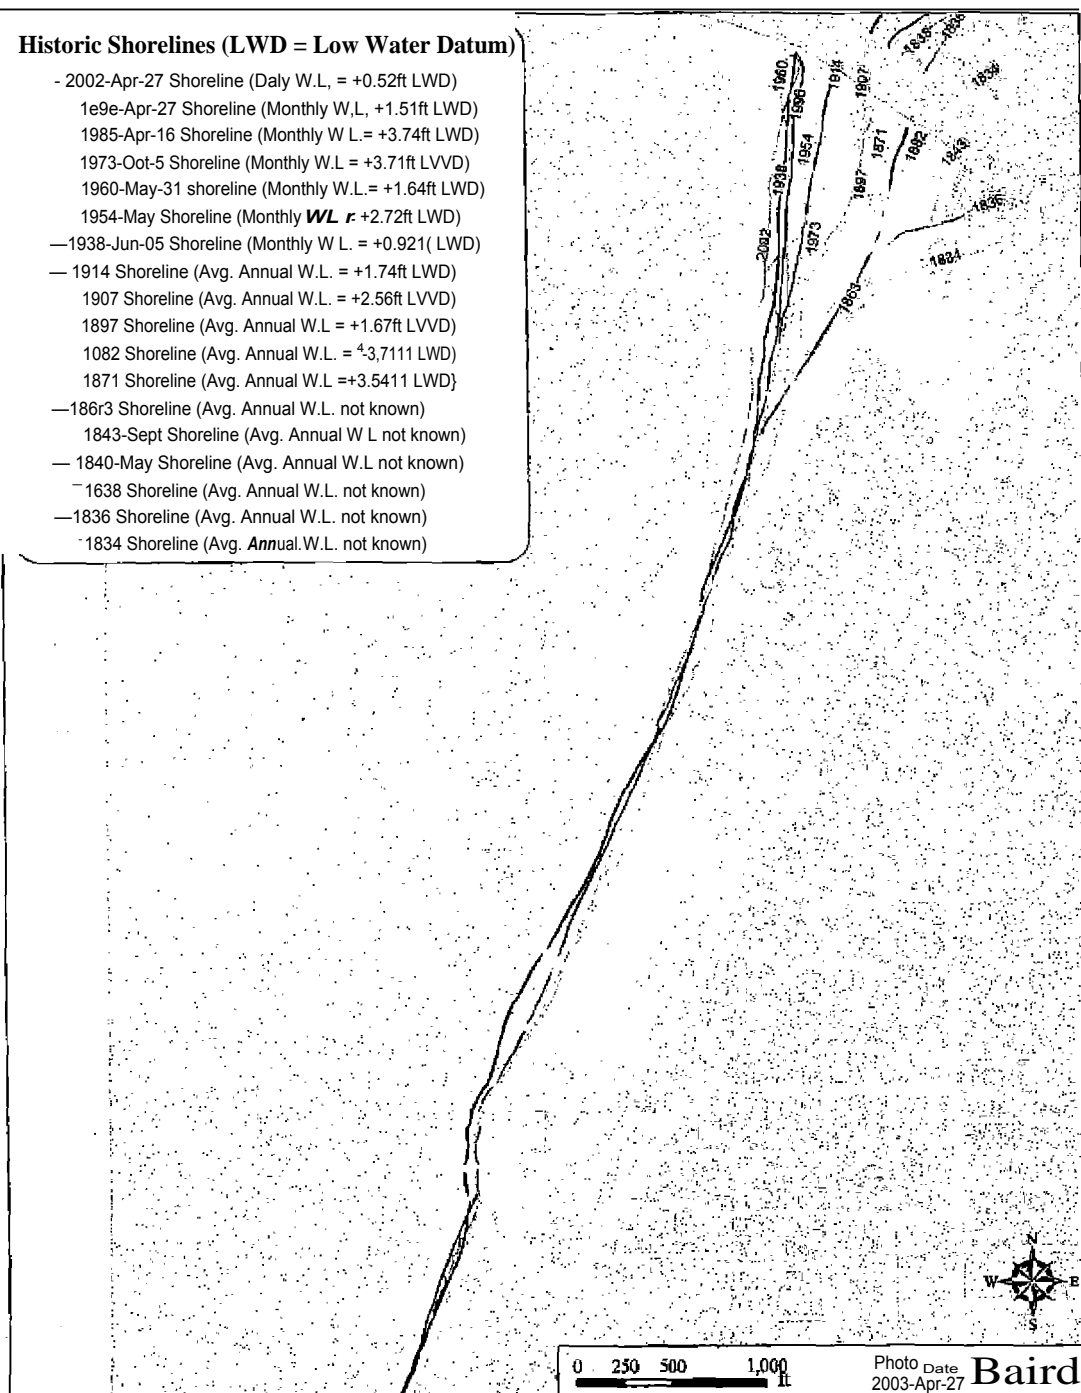 Historic Shorelines (LWD = Low Water Datum)
- 2002-Apr-27 Shoreline (Daly W.L, = +0.52ft LWD)
1e9e-Apr-27 Shoreline (Monthly W,L, +1.51ft LWD)
1985-Apr-16 Shoreline (Monthly W L.= +3.74ft LWD)
1973-Oot-5 Shoreline (Monthly W.L = +3.71ft LVVD)
1960-May-31 shoreline (Monthly W.L.= +1.64ft LWD)
1954-May Shoreline (Monthly WL r. +2.72ft LWD)
—1938-Jun-05 Shoreline (Monthly W L. = +0.921( LWD)
— 1914 Shoreline (Avg. Annual W.L. = +1.74ft LWD)
1907 Shoreline (Avg. Annual W.L. = +2.56ft LVVD)
1897 Shoreline (Avg. Annual W.L = +1.67ft LVVD)
1082 Shoreline (Avg. Annual W.L. = 4-3,7111 LWD)
1871 Shoreline (Avg. Annual W.L =+3.5411 LWD}
—186r3 Shoreline (Avg. Annual W.L. not known)
1843-Sept Shoreline (Avg. Annual W L not known)
— 1840-May Shoreline (Avg. Annual W.L not known)
– 1638 Shoreline (Avg. Annual W.L. not known)
—1836 Shoreline (Avg. Annual W.L. not known)
- 1834 Shoreline (Avg. Annual.W.L. not known)
1960
1996
1914
1907
1838
1836
1834
1954
1871
1882
1843
1938
1897
1836
2002
1973
1834
1863
N
W E
S
0 250 500 1,000
ft
Photo Date
2003-Apr-27
Baird